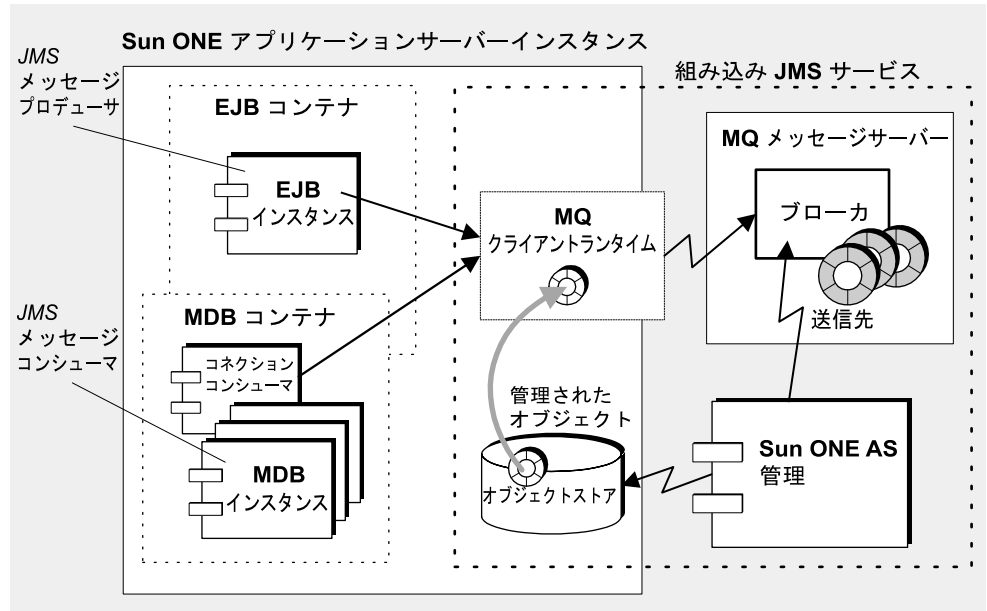 Sun ONE アプリケーションサーバーインスタンス
JMS
メッセージ
プロデューサ
組み込み JMS サービス
EJB コンテナ
EJB
インスタンス
MQ メッセージサーバー
ブローカ
送信先
MQ
クライアントランタイム
JMS
メッセージ
コンシューマ
MDB コンテナ
コネクション
コンシューマ
MDB
インスタンス
管理された
オブジェクト
オブジェクトストア
Sun ONE AS
管理